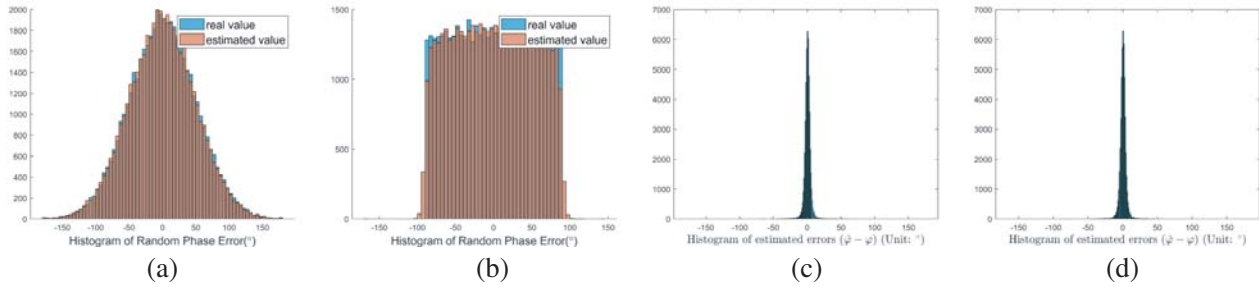 2000
1800
1600
1400
1200
1000
800
600
400
200
0
-150 -100 -50 0 50 100 150
real value
estimated value
Histogram of Random Phase Error(°)
(a)
1500
1000
500
0
-150 -100 -50 0 50 100 150
real value
estimated value
Histogram of Random Phase Error(°)
(b)
7000
6000
5000
4000
3000
2000
1000
0
-150 -100 -50 0 50 100 150
Histogram of estimated errors (φ̂ − φ) (Unit: °)
(c)
7000
6000
5000
4000
3000
2000
1000
0
-150 -100 -50 0 50 100 150
Histogram of estimated errors (φ̂ − φ) (Unit: °)
(d)